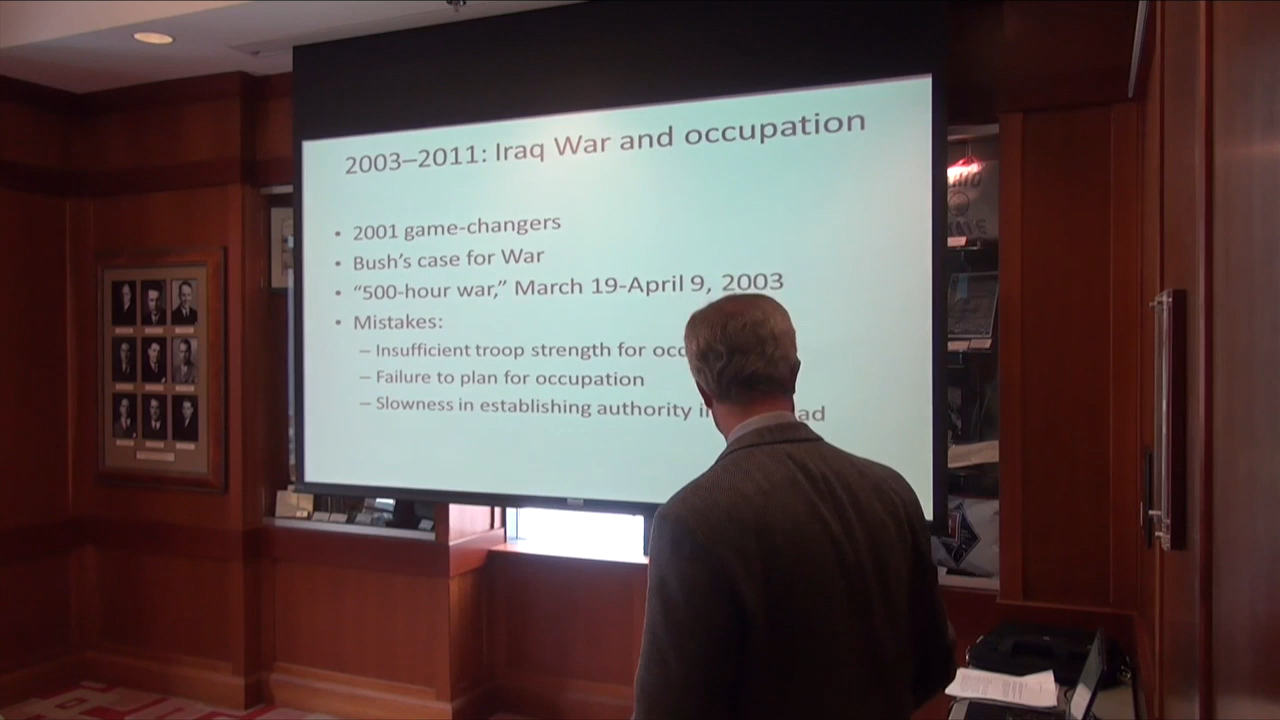 2003–2011: Iraq War and occupation
• 2001 game-changers
• Bush's case for War
• “500-hour war,” March 19-April 9, 2003
• Mistakes:
– Insufficient troop strength for occ
– Failure to plan for occupation
– Slowness in establishing authority i ad